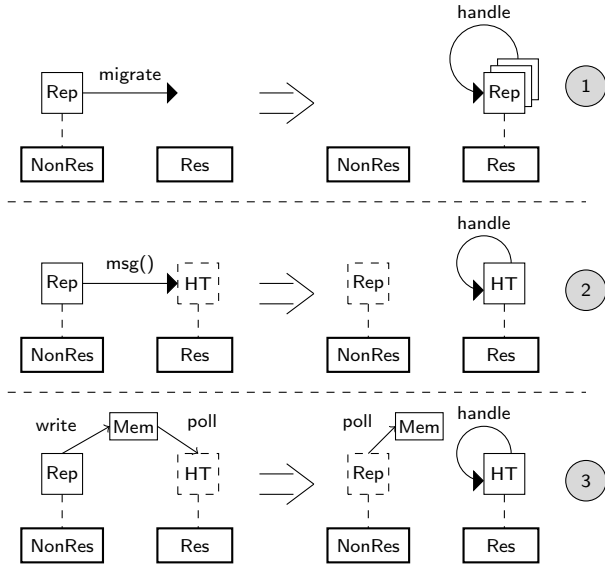 handle
migrate
Rep
Rep
1
NonRes
Res
NonRes
Res
handle
msg()
Rep
HT
Rep
HT
2
NonRes
Res
NonRes
Res
write
Mem
poll
poll
Mem
handle
Rep
HT
Rep
HT
3
NonRes
Res
NonRes
Res